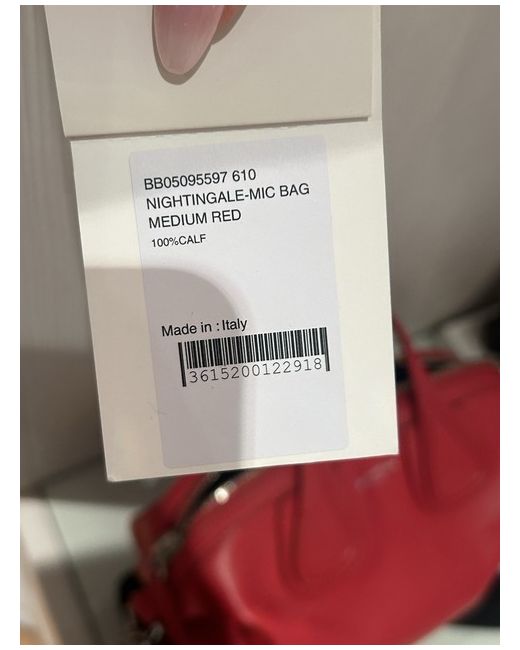 BB05095597 610
NIGHTINGALE-MIC BAG
MEDIUM RED
100%CALF
Made in : Italy
3615200122918